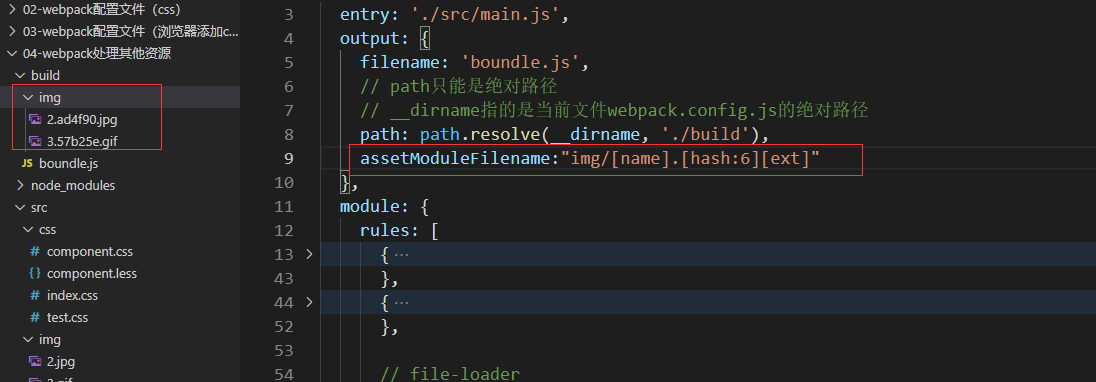 02-webpack配置文件（css）
03-webpack配置文件（浏览器添加c...
04-webpack处理其他资源
build
img
2.ad4f90.jpg
3.57b25e.gif
JS boundle.js
node_modules
src
css
# component.css
{} component.less
# index.css
# test.css
img
2.jpg
3 entry: './src/main.js',
4 output: {
5 filename: 'boundle.js',
6 // path只能是绝对路径
7 // __dirname指的是当前文件webpack.config.js的绝对路径
8 path: path.resolve(__dirname, './build'),
9 assetModuleFilename:"img/[name].[hash:6][ext]"
10 },
11 module: {
12 rules: [
13 { ...
43 },
44 { ...
52 },
53
54 // file-loader